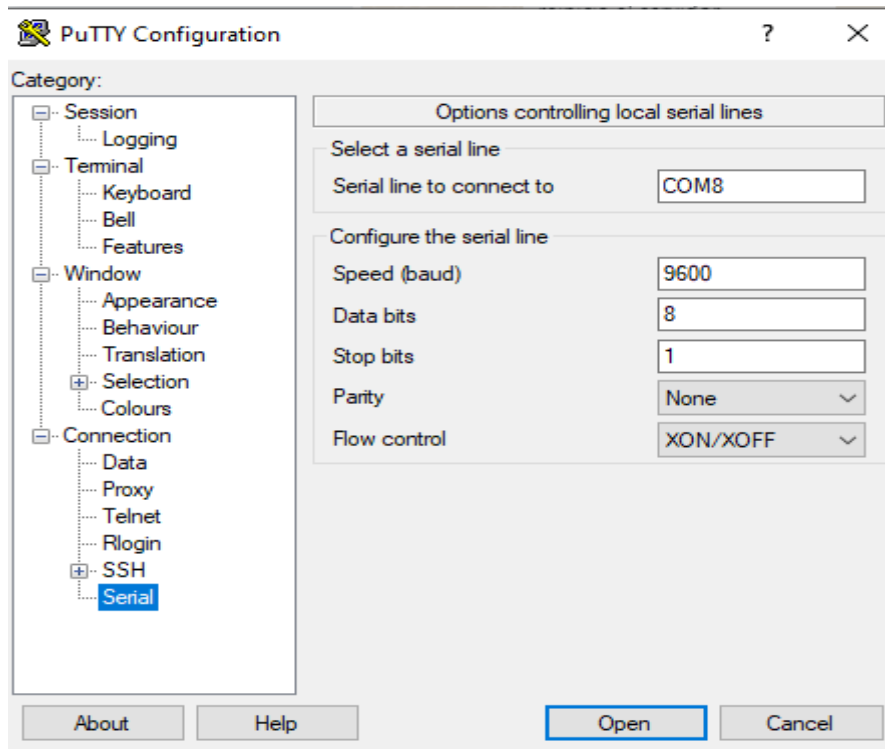 PuTTY Configuration
?
Category:
Session
Logging
Terminal
Keyboard
Bell
Features
Window
Appearance
Behaviour
Translation
Selection
Colours
Connection
Data
Proxy
Telnet
Rlogin
SSH
Serial
Options controlling local serial lines
Select a serial line
Serial line to connect to COM8
Configure the serial line
Speed (baud) 9600
Data bits 8
Stop bits 1
Parity None
Flow control XON/XOFF
About Help Open Cancel